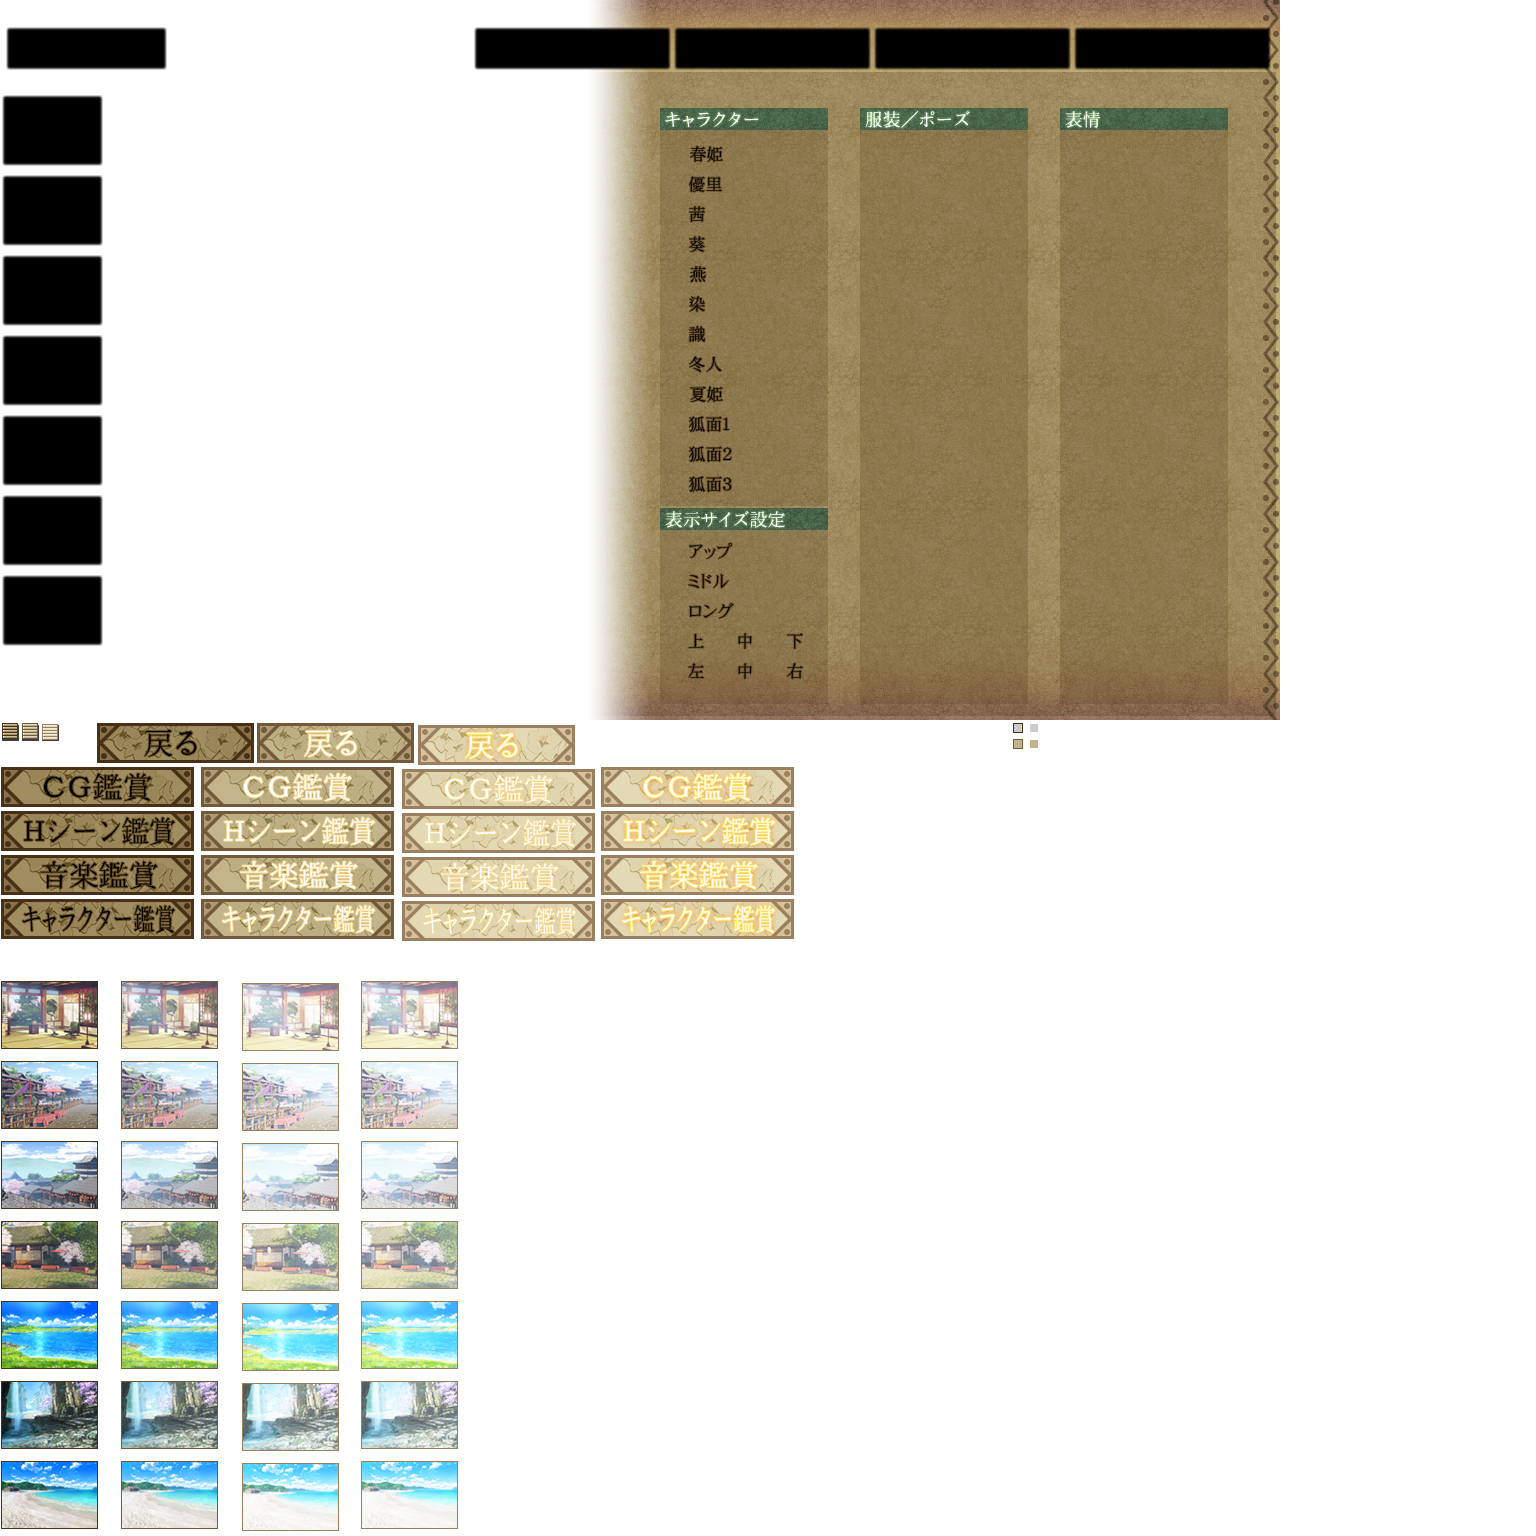 キャラクター
春姫
優里
茜
葵
燕
染
識
冬人
夏姫
狐面1
狐面2
狐面3
表示サイズ設定
アップ
ミドル
ロング
上 中 下
左 中 右
服装／ポーズ
表情
戻る 戻る 戻る
CG鑑賞 CG鑑賞 CG鑑賞 CG鑑賞
Hシーン鑑賞 Hシーン鑑賞 Hシーン鑑賞 Hシーン鑑賞
音楽鑑賞 音楽鑑賞 音楽鑑賞 音楽鑑賞
キャラクター鑑賞 キャラクター鑑賞 キャラクター鑑賞 キャラクター鑑賞